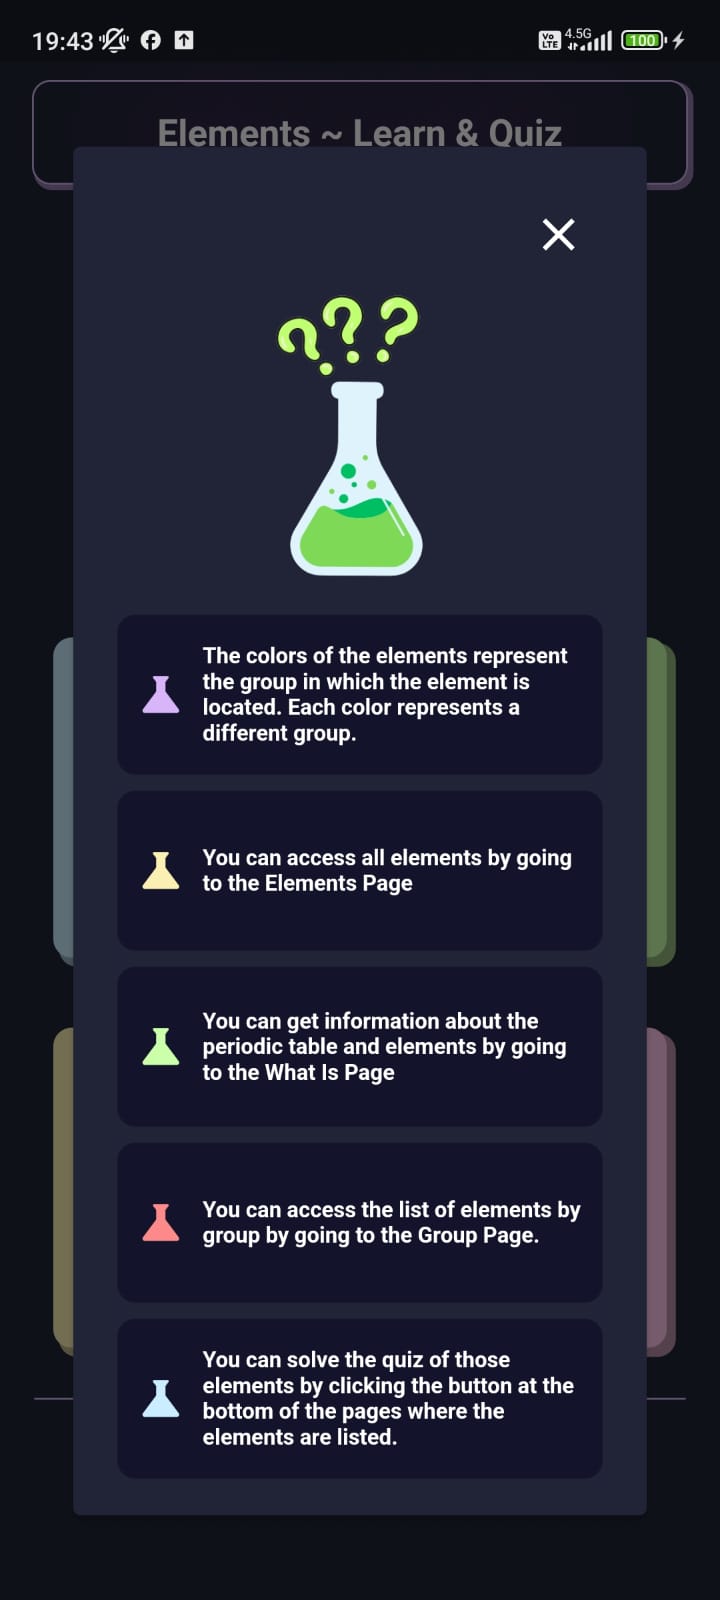 19:43
Vo LTE 4.5G 100
Elements ~ Learn & Quiz
???
The colors of the elements represent
the group in which the element is
located. Each color represents a
different group.
You can access all elements by going
to the Elements Page
You can get information about the
periodic table and elements by going
to the What Is Page
You can access the list of elements by
group by going to the Group Page.
You can solve the quiz of those
elements by clicking the button at the
bottom of the pages where the
elements are listed.